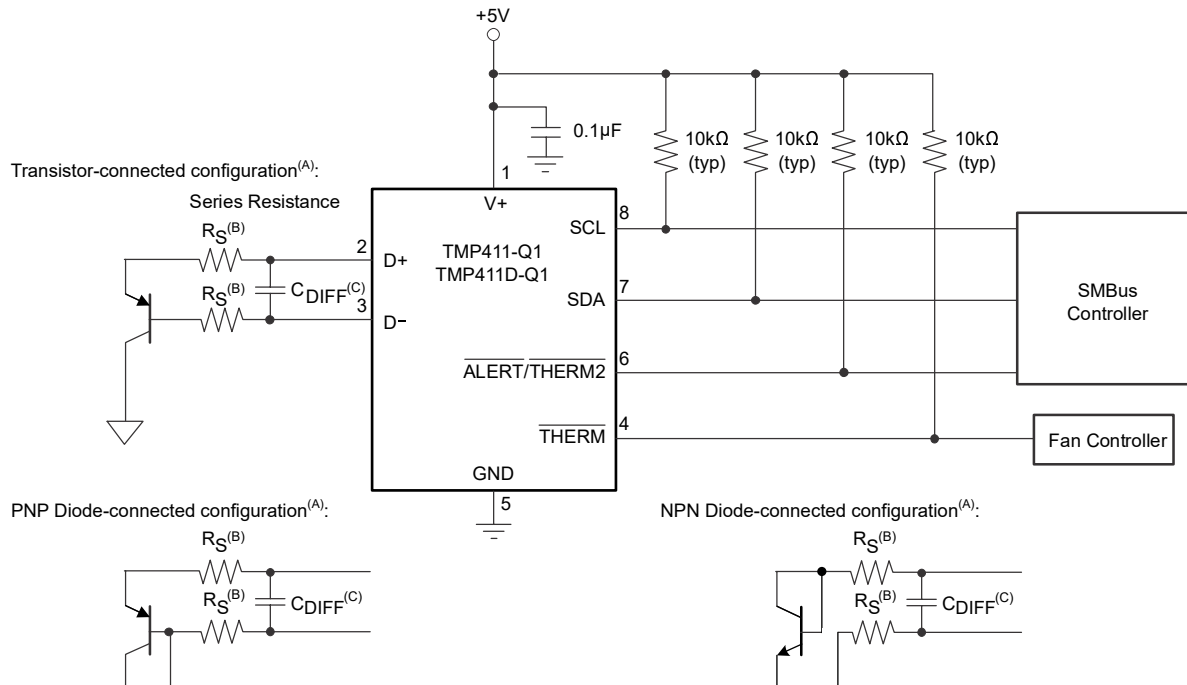 +5V
0.1µF
10kΩ
(typ)
10kΩ
(typ)
10kΩ
(typ)
10kΩ
(typ)
Transistor-connected configuration(A):
Series Resistance
RS(B)
RS(B)
CDIFF(C)
1
V+
2
D+
3
D−
TMP411-Q1
TMP411D-Q1
SCL
8
SDA
7
ALERT/THERM2
6
THERM
4
GND
5
SMBus
Controller
Fan Controller
PNP Diode-connected configuration(A):
RS(B)
RS(B)
CDIFF(C)
NPN Diode-connected configuration(A):
RS(B)
RS(B)
CDIFF(C)